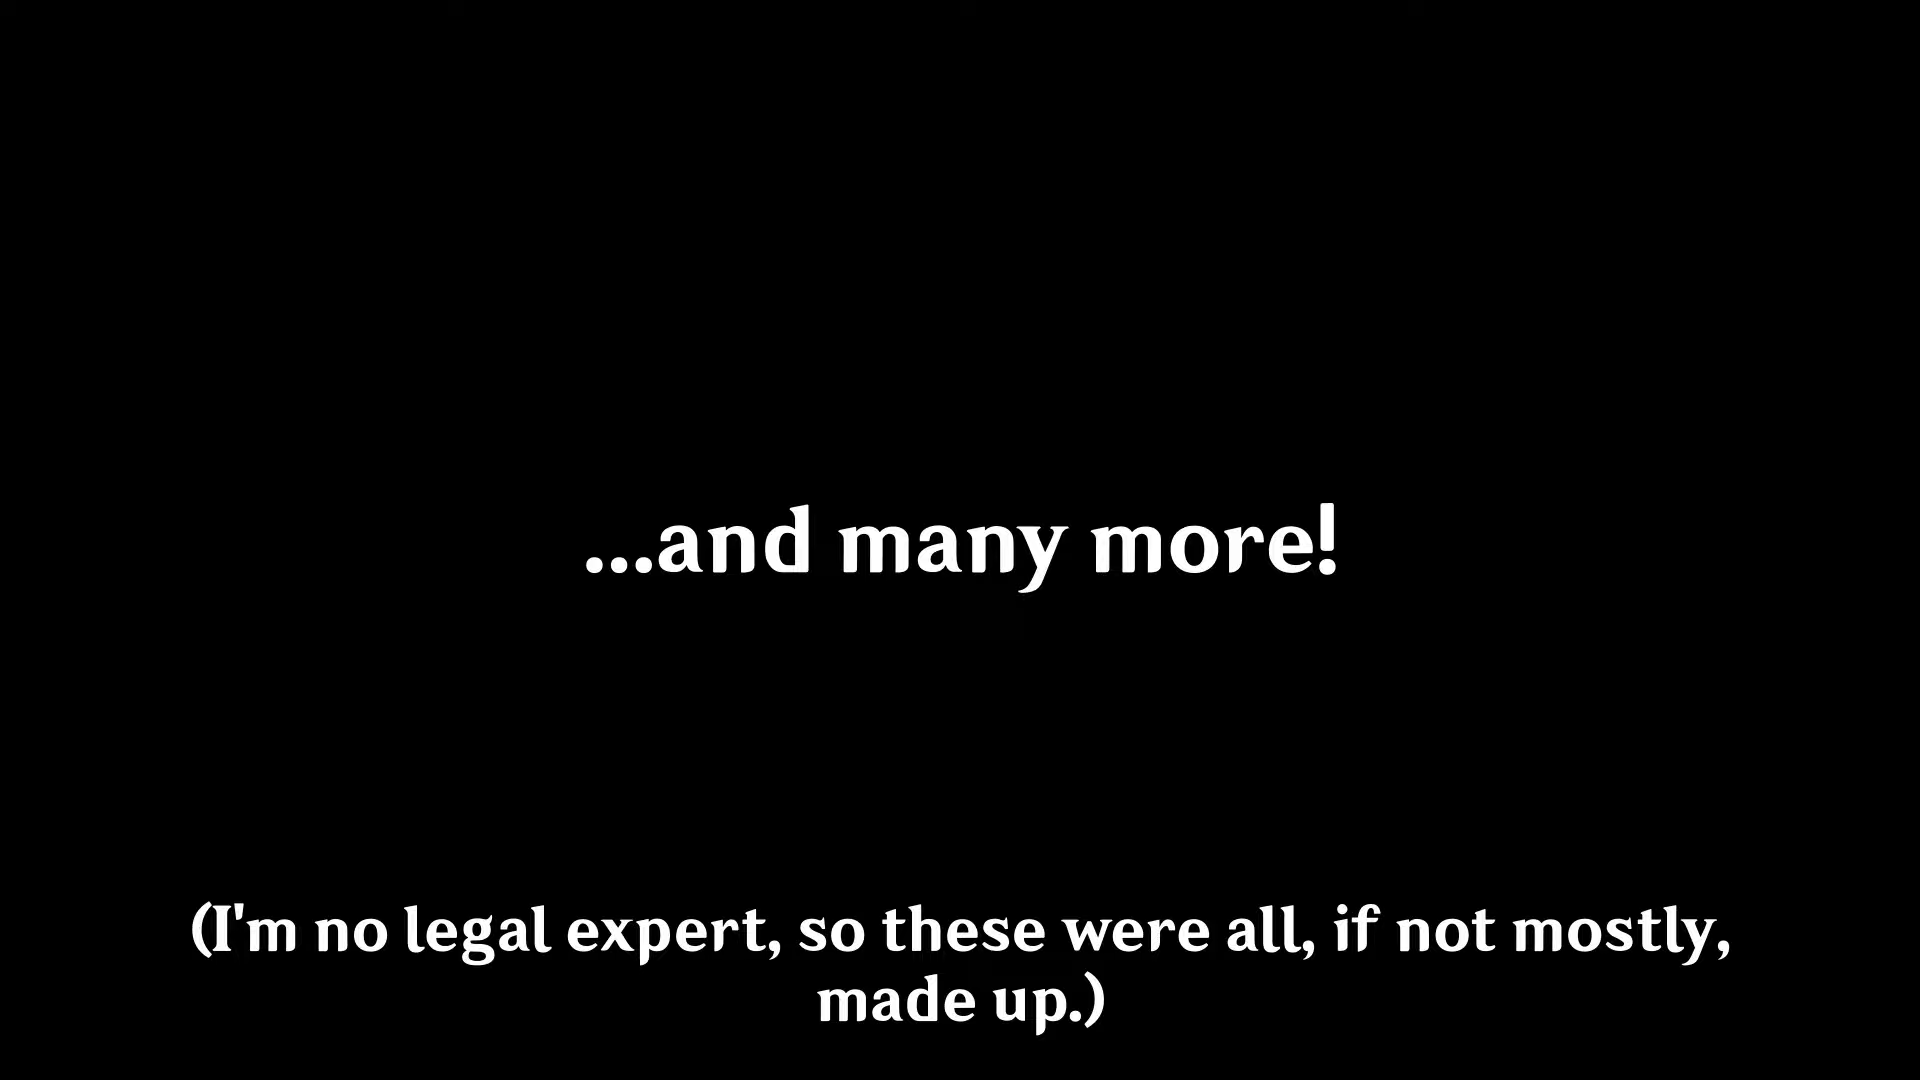 ...and many more!
(I'm no legal expert, so these were all, if not mostly,
made up.)